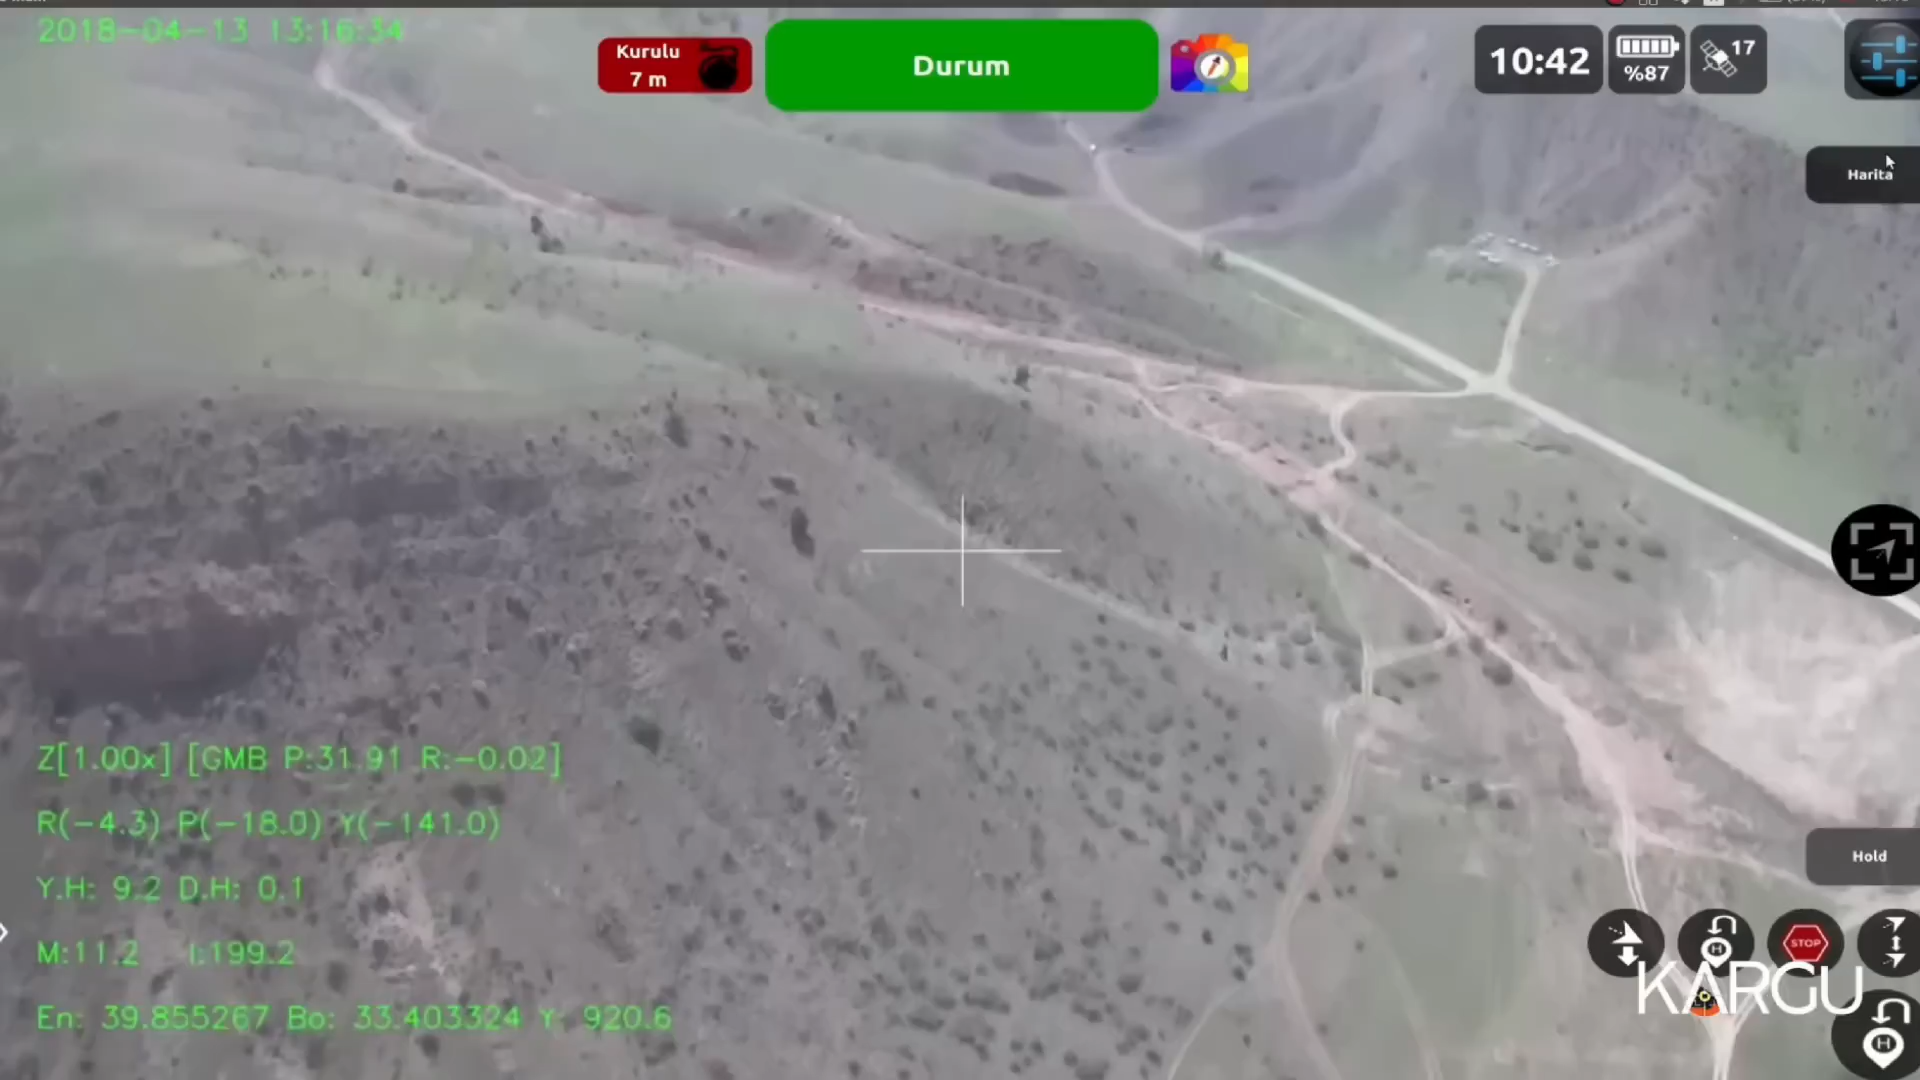 2018-04-13 13:16:34
Kurulu
7 m
Durum
10:42
%87
17
Harita
Z[1.00x] [GMB P:31.91 R:-0.02]
R(-4.3) P(-18.0) Y(-141.0)
Y.H: 9.2 D.H: 0.1
M:11.2 I:199.2
En: 39.855267 Bo: 33.403324 Y: 920.6
Hold
H
STOP
KARGU
H